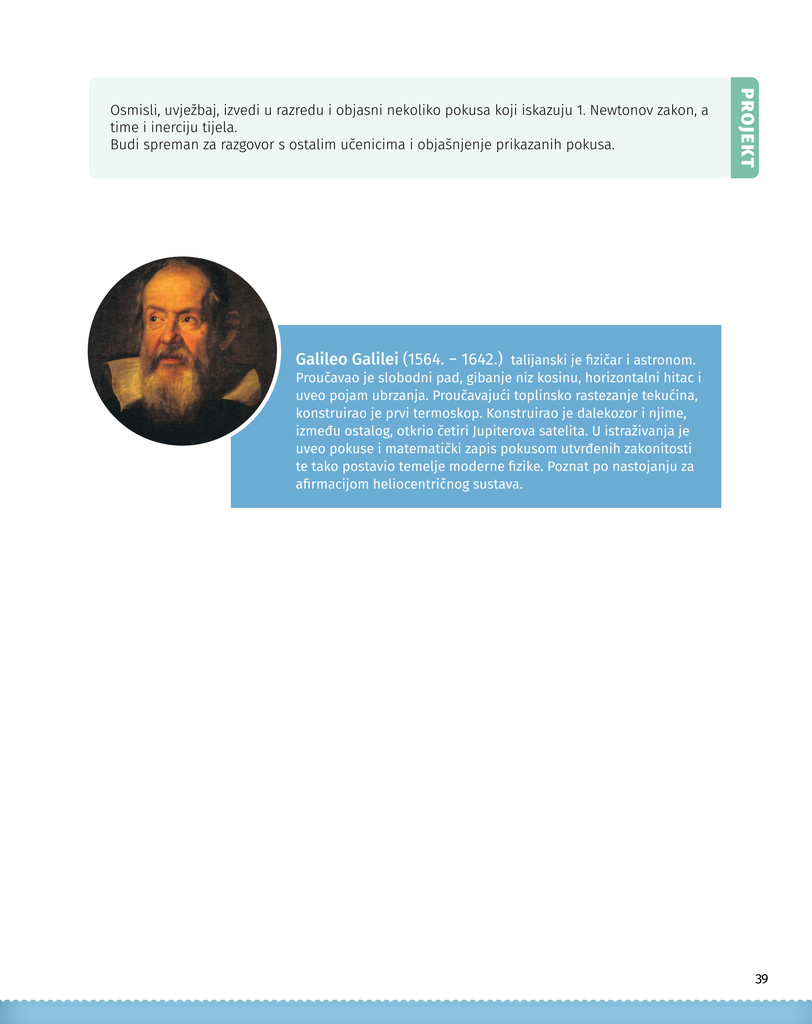 Osmisli, uvježbaj, izvedi u razredu i objasni nekoliko pokusa koji iskazuju 1. Newtonov zakon, a
time i inerciju tijela.
Budi spreman za razgovor s ostalim učenicima i objašnjenje prikazanih pokusa.
PROJEKT
Galileo Galilei (1564. – 1642.) talijanski je fizičar i astronom.
Proučavao je slobodni pad, gibanje niz kosinu, horizontalni hitac i
uveo pojam ubrzanja. Proučavajući toplinsko rastezanje tekućina,
konstruirao je prvi termoskop. Konstruirao je dalekozor i njime,
između ostalog, otkrio četiri Jupiterova satelita. U istraživanja je
uveo pokuse i matematički zapis pokusom utvrđenih zakonitosti
te tako postavio temelje moderne fizike. Poznat po nastojanju za
afirmacijom heliocentričnog sustava.
39